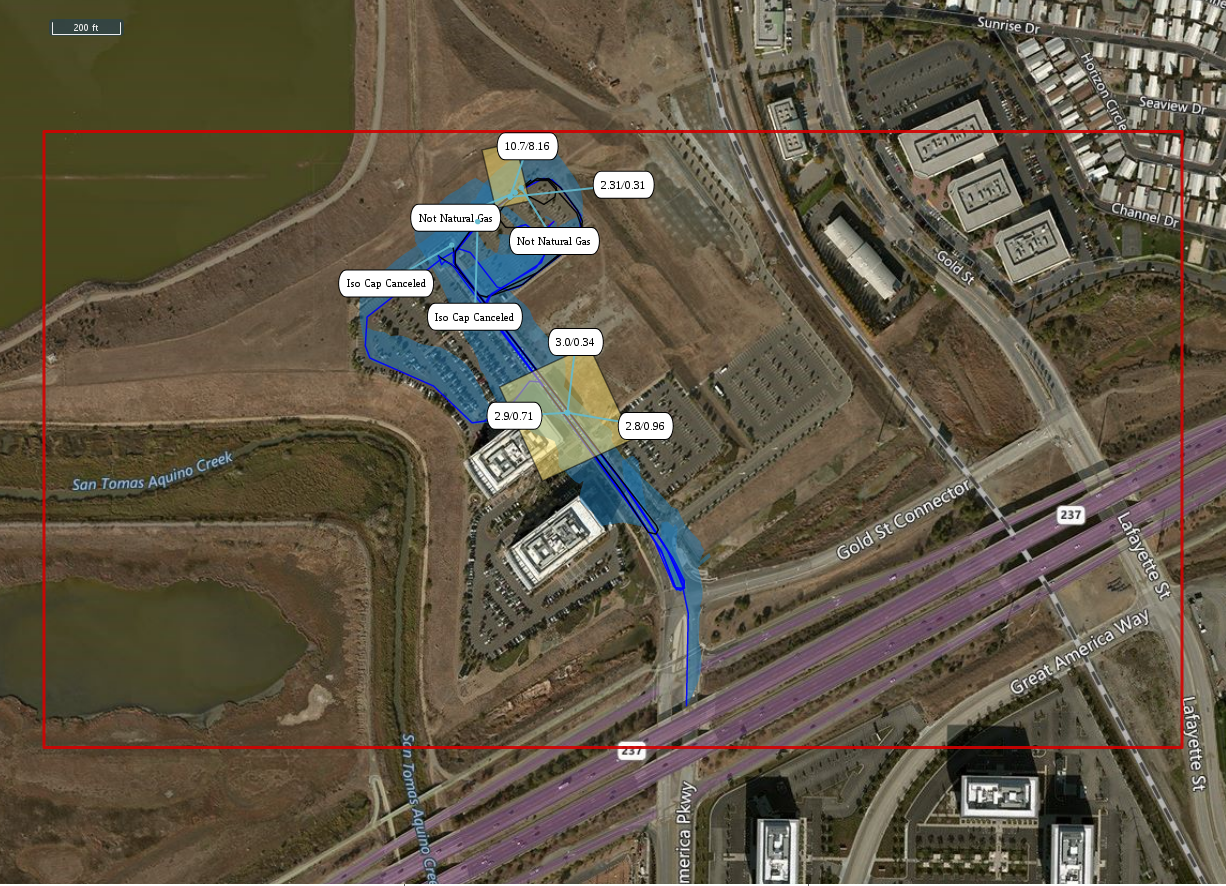 200 ft
Sunrise Dr
Horizon Circle
Seaview Dr
10.7/8.16
2.31/0.31
Not Natural Gas
Channel Dr
Not Natural Gas
Gold St
Iso Cap Canceled
Iso Cap Canceled
3.0/0.34
2.9/0.71
2.8/0.96
San Tomas Aquino Creek
Gold St Connector
237
Lafayette St
Great America Way
Lafayette St
237
San Tomas Aquino Cree
merica Pkwy